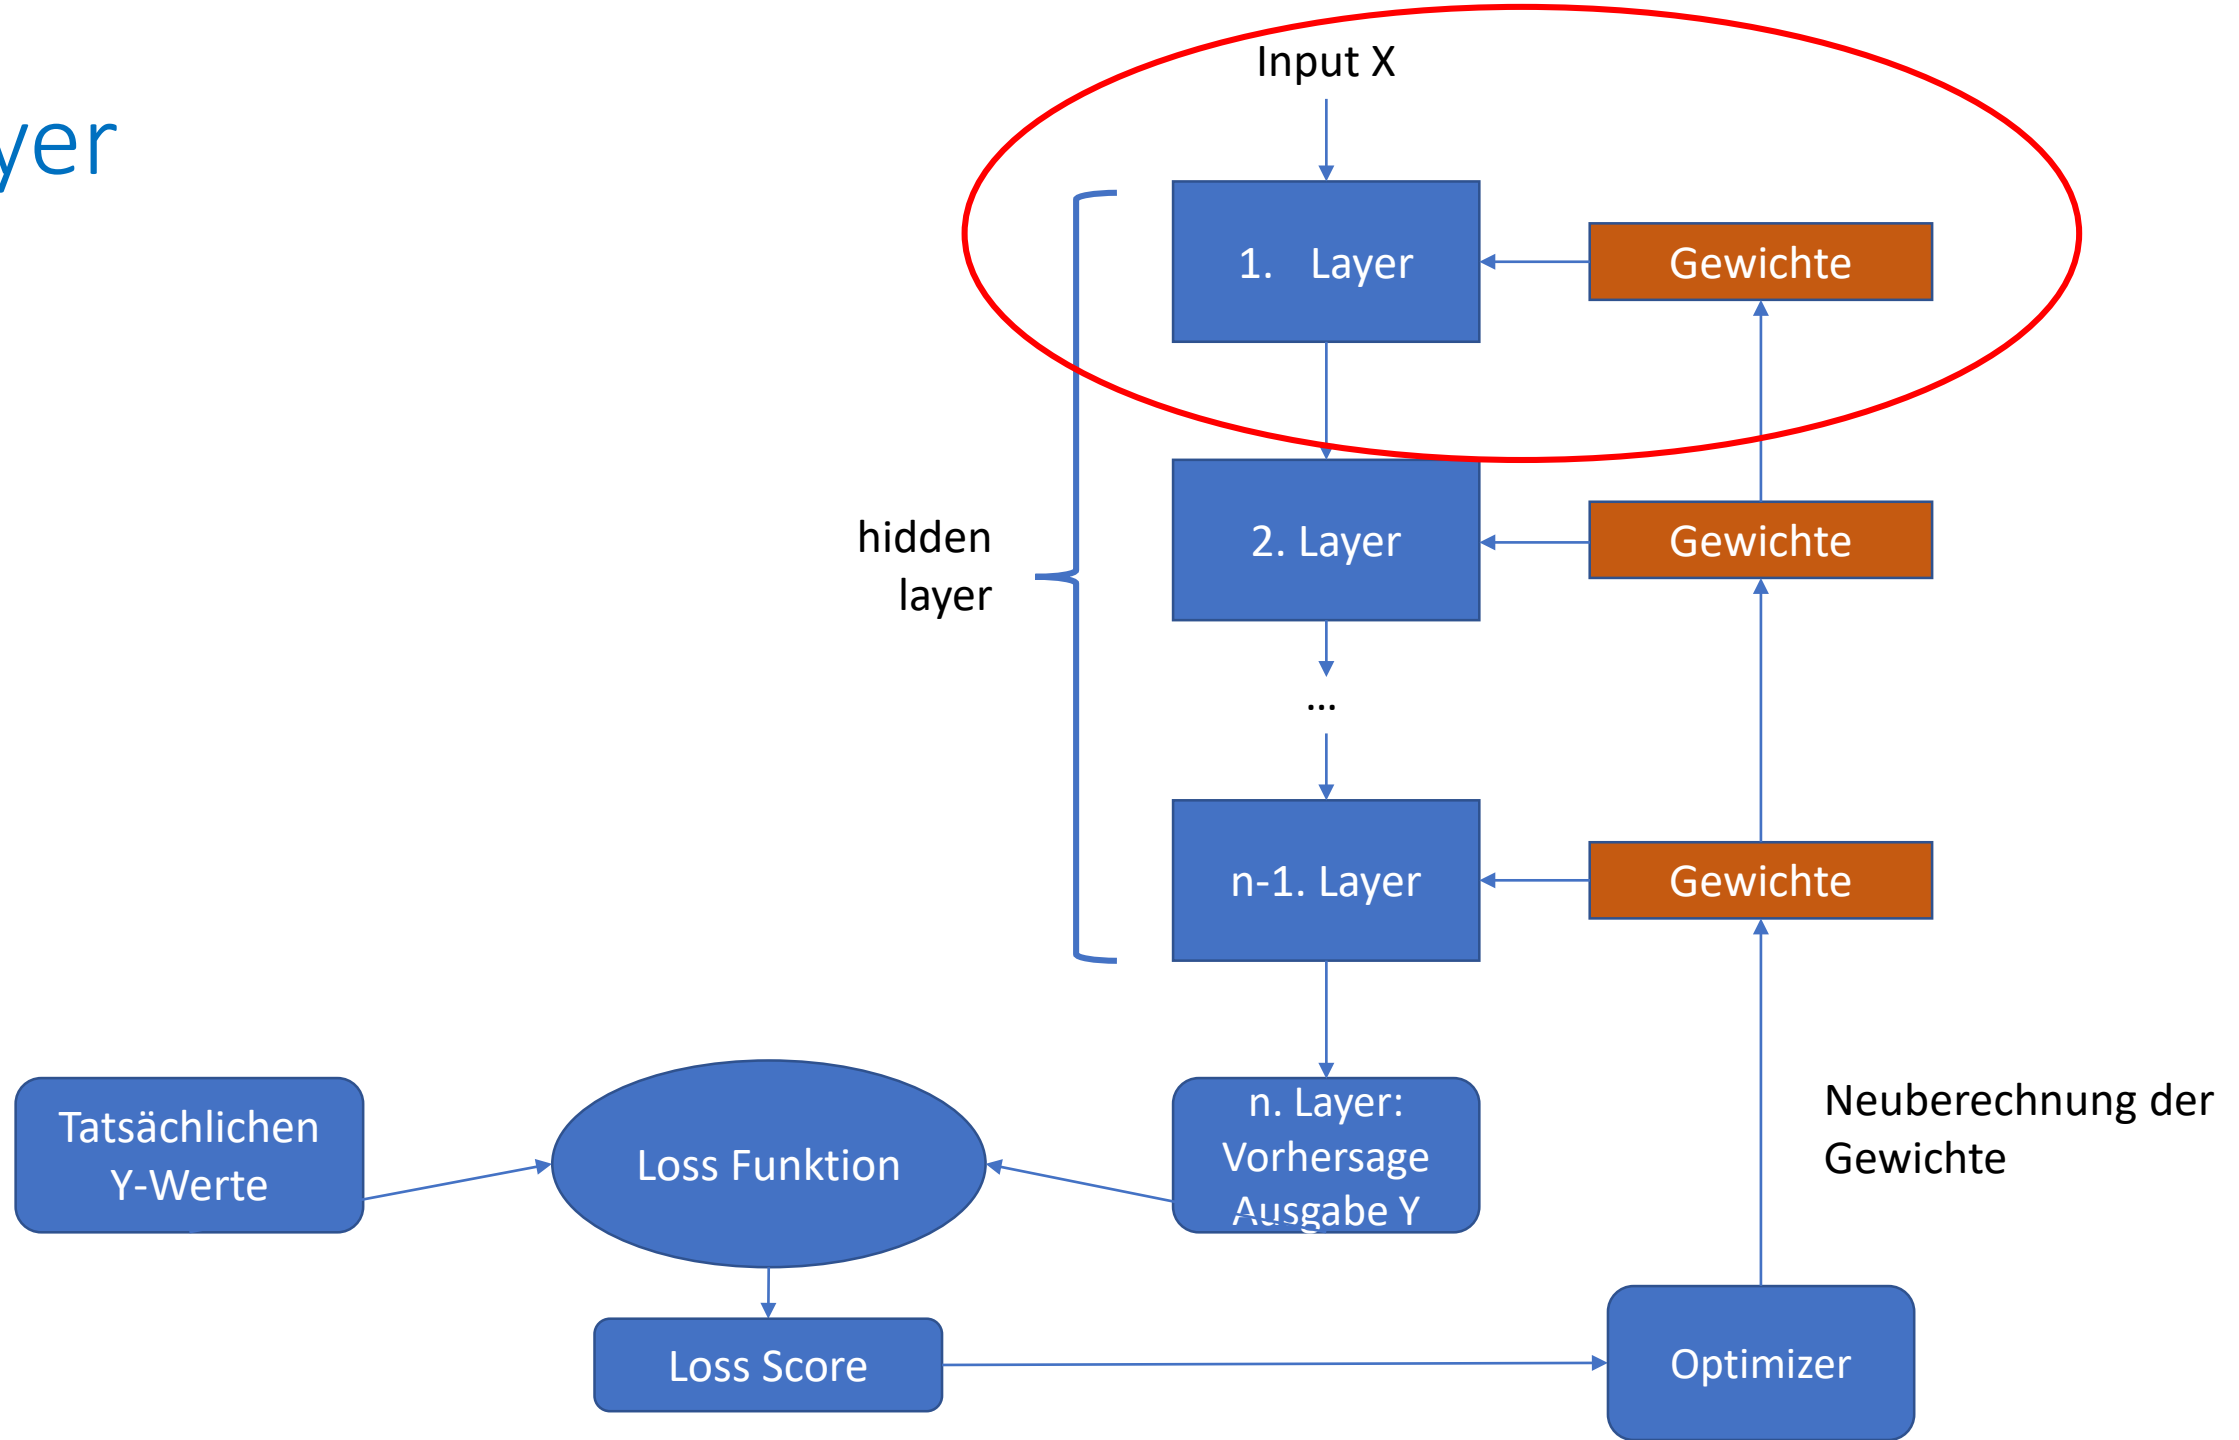 yer
Input X
1. Layer
Gewichte
hidden
layer
2. Layer
Gewichte
...
n-1. Layer
Gewichte
Tatsächlichen
Y-Werte
Loss Funktion
n. Layer:
Vorhersage
Ausgabe Y
Neuberechnung der
Gewichte
Loss Score
Optimizer